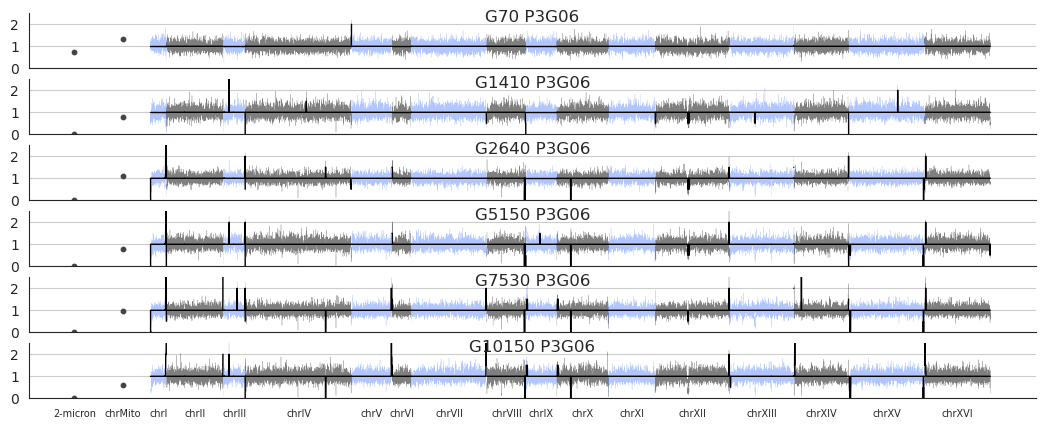 G70 P3G06
2
1
0
G1410 P3G06
2
1
0
G2640 P3G06
2
1
0
G5150 P3G06
2
1
0
G7530 P3G06
2
1
0
G10150 P3G06
2
1
0
2-micron chrMito chrI chrII chrIII chrIV chrV chrVI chrVII chrVIII chrIX chrX chrXI chrXII chrXIII chrXIV chrXV chrXVI